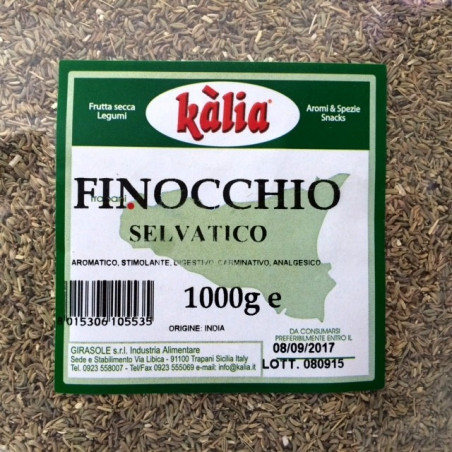 Frutta secca
Legumi
kàlia
Aromi & Spezie
Snacks
Trapani
FINOCCHIO
SELVATICO
AROMATICO, STIMOLANTE, DIGESTIVO, CARMINATIVO, ANALGESICO
1000g e
8015306105535
ORIGINE: INDIA
DA CONSUMARSI
PREFERIBILMENTE ENTRO IL
08/09/2017
LOTT. 080915
GIRASOLE s.r.l. Industria Alimentare
Sede e Stabilimento Via Libica - 91100 Trapani Sicilia Italy
Tel. 0923 558007 - Tel/Fax 0923 555069 e-mail: info@kalia.it